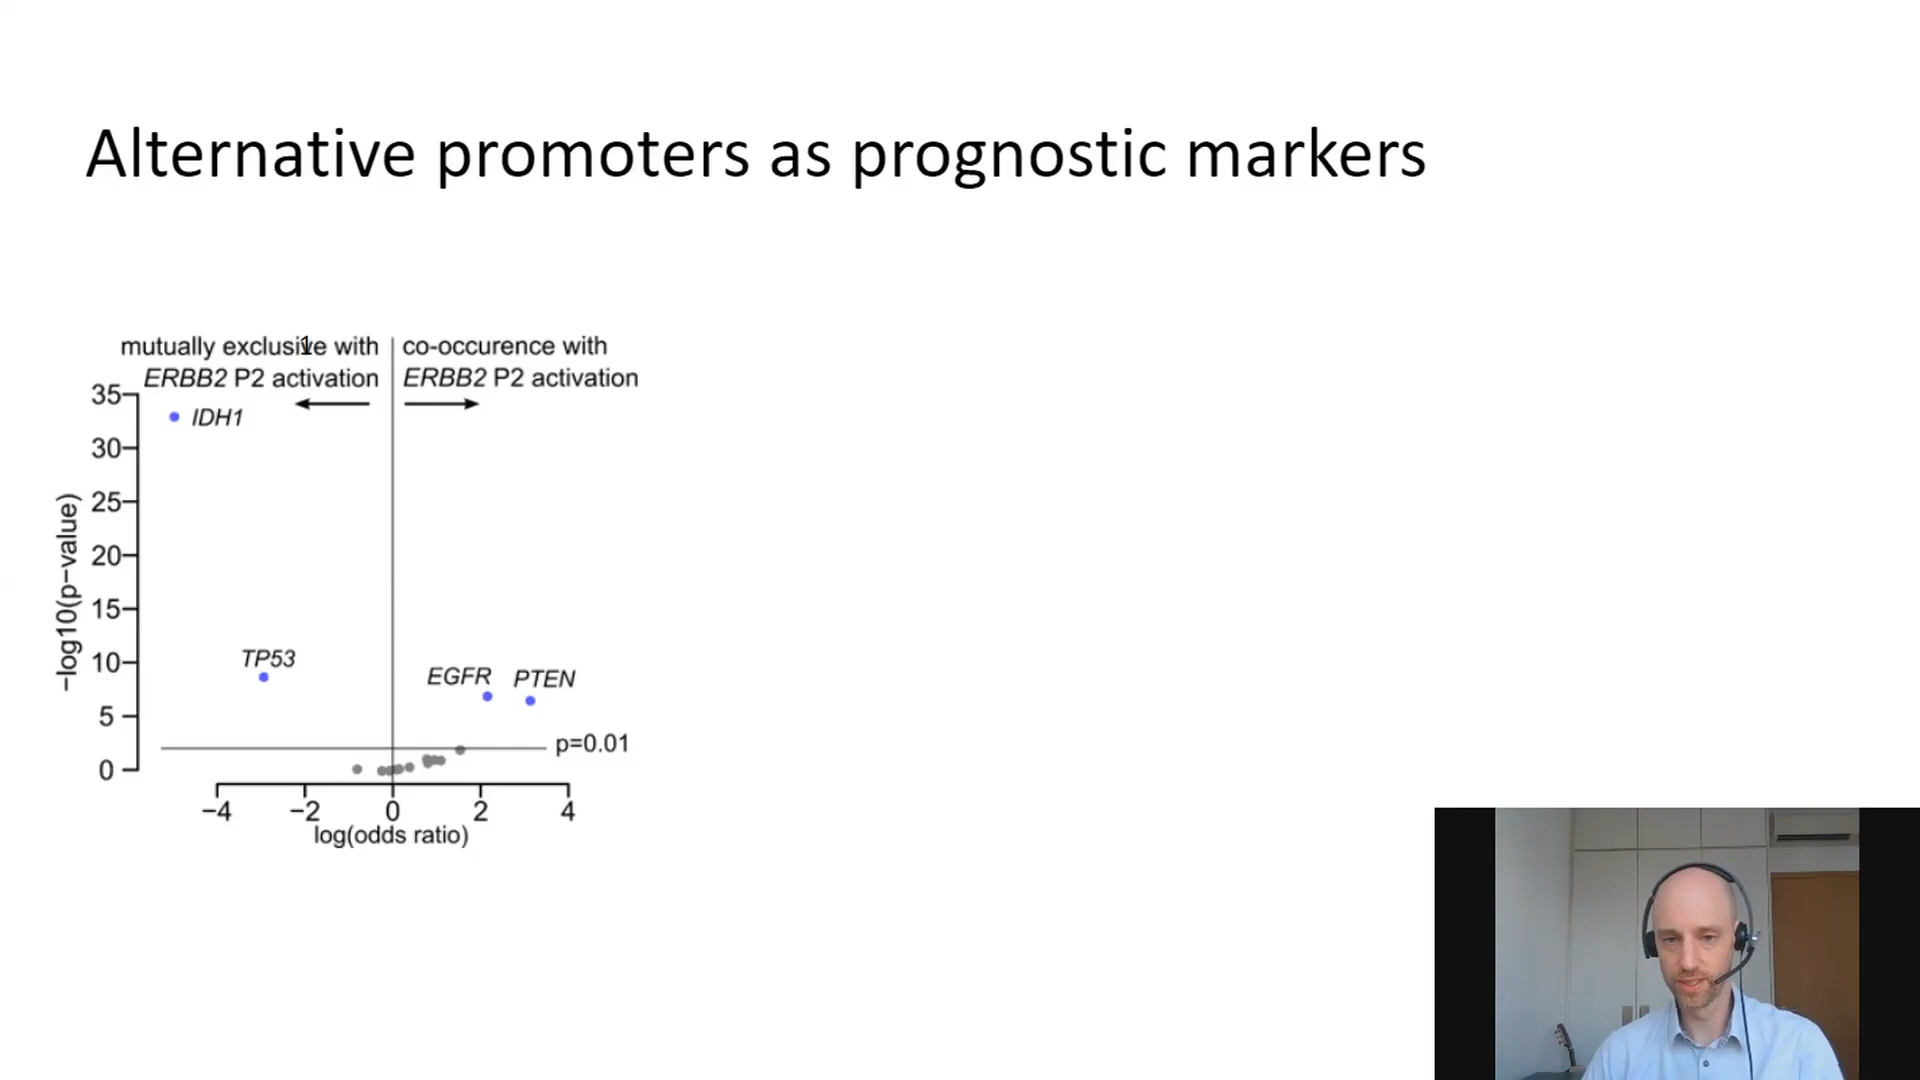 Alternative promoters as prognostic markers
mutually exclusive with
ERBB2 P2 activation
co-occurence with
ERBB2 P2 activation
1
35
30
25
20
15
10
5
0
−log10(p−value)
IDH1
TP53
EGFR
PTEN
p=0.01
−4 −2 0 2 4
log(odds ratio)